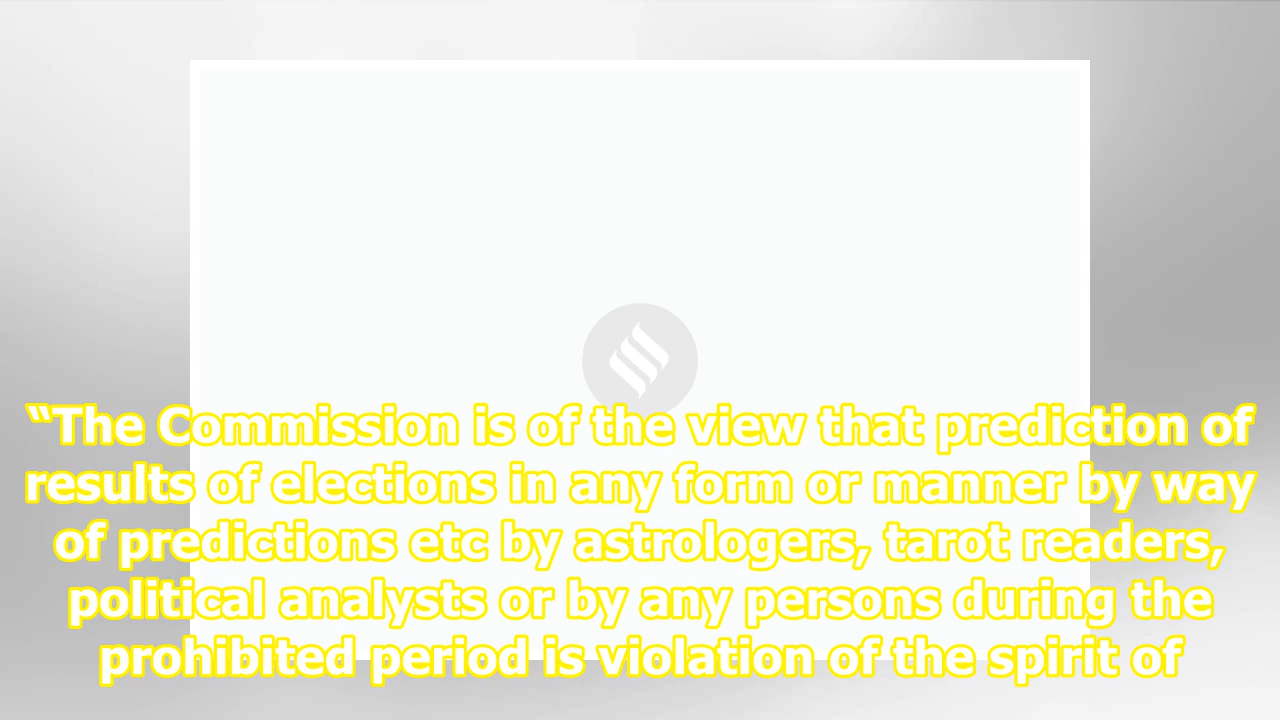 “The Commission is of the view that prediction of
results of elections in any form or manner by way
of predictions etc by astrologers, tarot readers,
political analysts or by any persons during the
prohibited period is violation of the spirit of